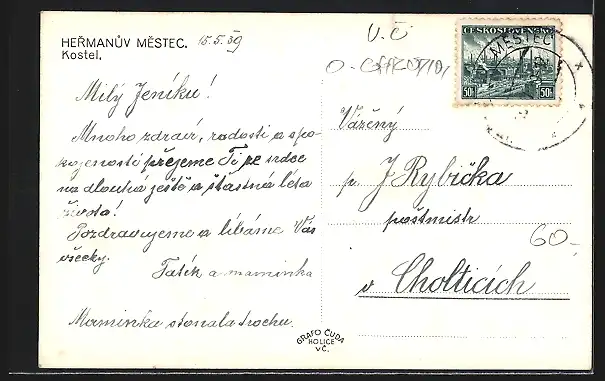 HEŘMANŮV MĚSTEC. 15.5.39
Kostel.
Milý Jeníku!
Mnoho zdraví, radosti a spo-
kojenosti přejeme Ti ze srdce
na dlouhá ještě a šťastná léta
života!
Pozdravujeme a líbáme Vás
všecky.
Tatík a maminka
Maminka stonala trochu.
V.Č.
ČESKOSLOVENSKO
50h 50h
MĚSTEC
Vážený
p. J Rybička
poštmistr
v Cholticích
60-
GRAFO ČUDA
HOLICE
V Č.